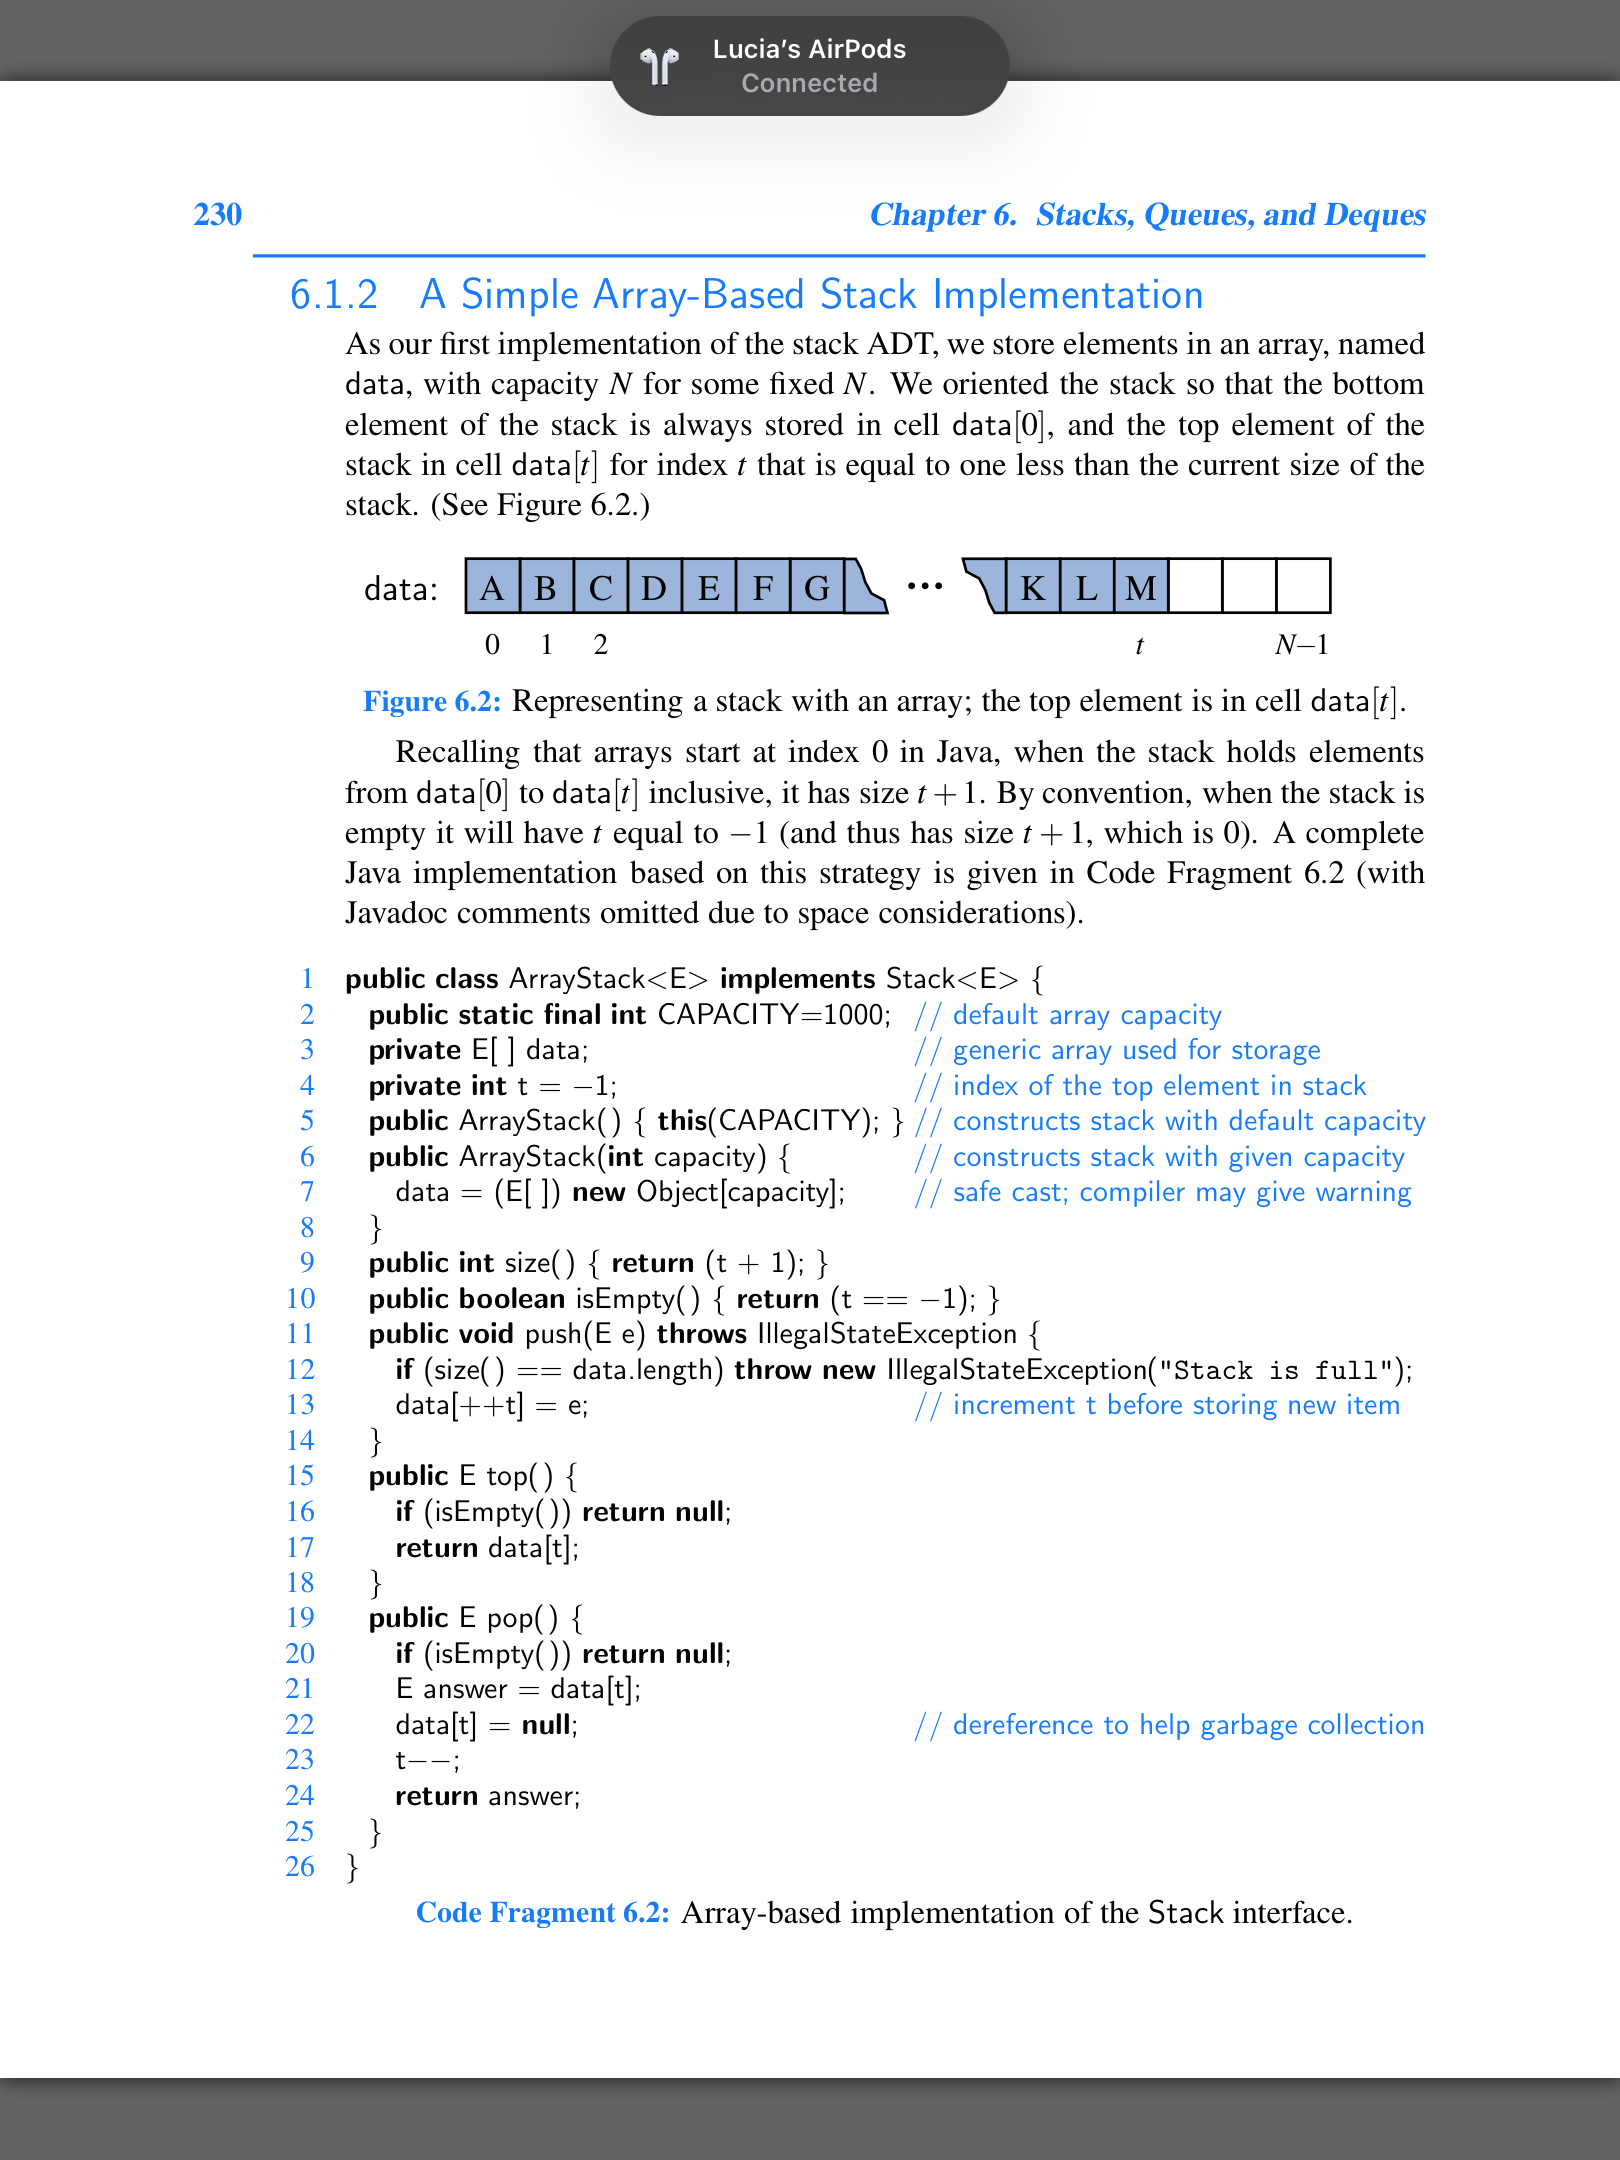 Lucia's AirPods
Connected
230
Chapter 6. Stacks, Queues, and Deques
6.1.2 A Simple Array-Based Stack Implementation
As our first implementation of the stack ADT, we store elements in an array, named
data, with capacity N for some fixed N. We oriented the stack so that the bottom
element of the stack is always stored in cell data[0], and the top element of the
stack in cell data[t] for index t that is equal to one less than the current size of the
stack. (See Figure 6.2.)
data: A B C D E F G ··· K L M
0 1 2 t N−1
Figure 6.2: Representing a stack with an array; the top element is in cell data[t].
Recalling that arrays start at index 0 in Java, when the stack holds elements
from data[0] to data[t] inclusive, it has size t + 1. By convention, when the stack is
empty it will have t equal to −1 (and thus has size t + 1, which is 0). A complete
Java implementation based on this strategy is given in Code Fragment 6.2 (with
Javadoc comments omitted due to space considerations).
1 public class ArrayStack<E> implements Stack<E> {
2 public static final int CAPACITY=1000; // default array capacity
3 private E[ ] data; // generic array used for storage
4 private int t = −1; // index of the top element in stack
5 public ArrayStack() { this(CAPACITY); } // constructs stack with default capacity
6 public ArrayStack(int capacity) { // constructs stack with given capacity
7 data = (E[ ]) new Object[capacity]; // safe cast; compiler may give warning
8 }
9 public int size() { return (t + 1); }
10 public boolean isEmpty() { return (t == −1); }
11 public void push(E e) throws IllegalStateException {
12 if (size() == data.length) throw new IllegalStateException("Stack is full");
13 data[++t] = e; // increment t before storing new item
14 }
15 public E top() {
16 if (isEmpty()) return null;
17 return data[t];
18 }
19 public E pop() {
20 if (isEmpty()) return null;
21 E answer = data[t];
22 data[t] = null; // dereference to help garbage collection
23 t−−;
24 return answer;
25 }
26 }
Code Fragment 6.2: Array-based implementation of the Stack interface.